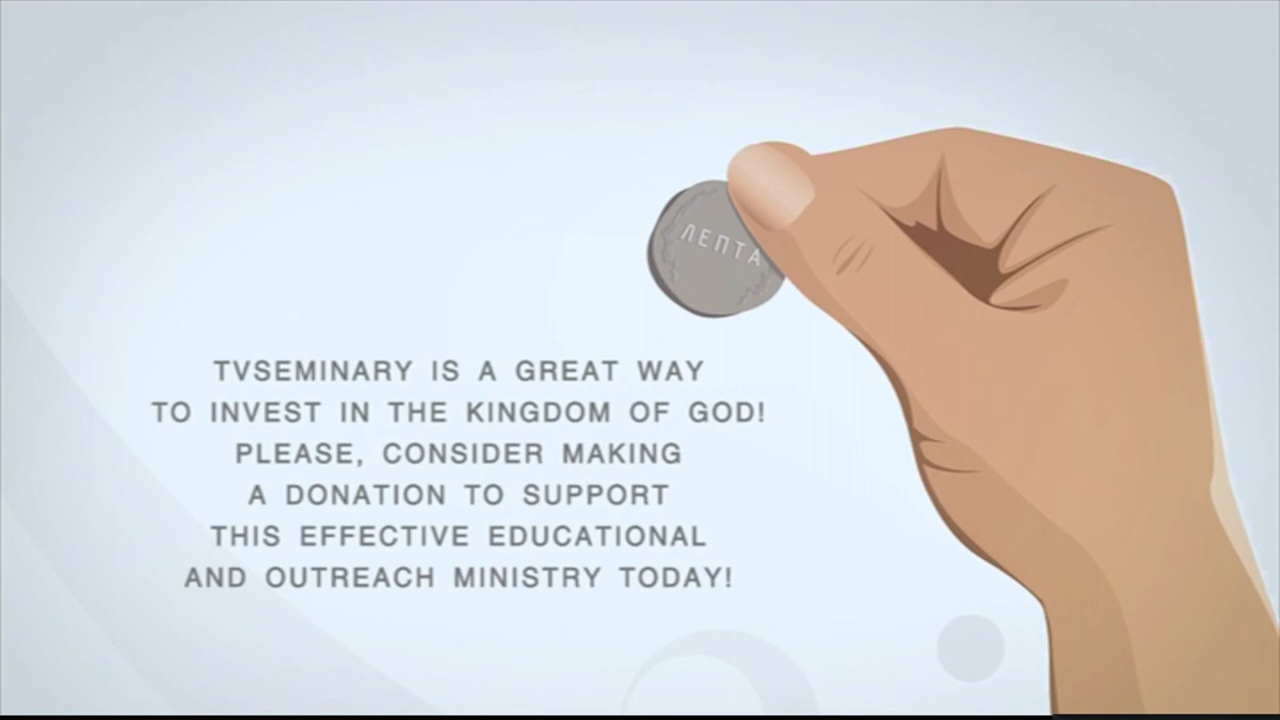 ΛΕΠΤΑ
TVSEMINARY IS A GREAT WAY
TO INVEST IN THE KINGDOM OF GOD!
PLEASE, CONSIDER MAKING
A DONATION TO SUPPORT
THIS EFFECTIVE EDUCATIONAL
AND OUTREACH MINISTRY TODAY!